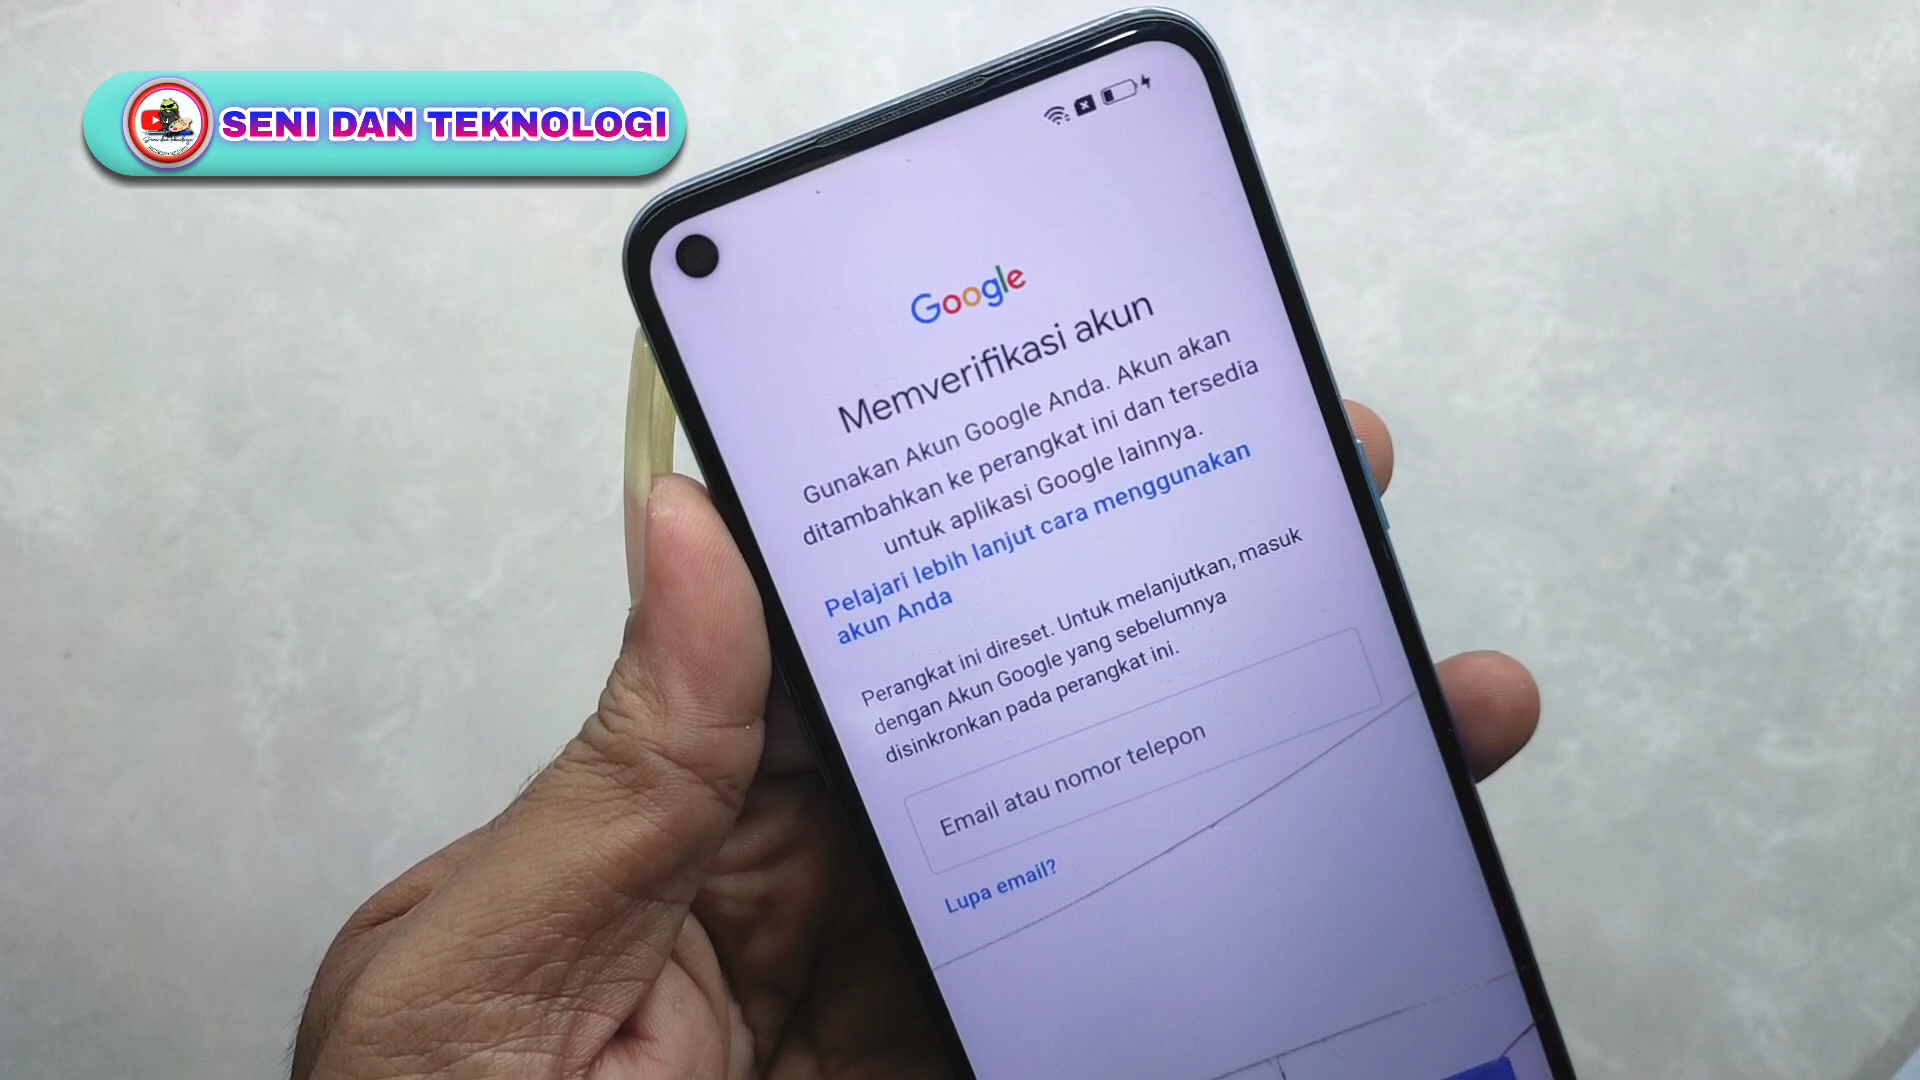 SENI DAN TEKNOLOGI
Google
Memverifikasi akun
Gunakan Akun Google Anda. Akun akan
ditambahkan ke perangkat ini dan tersedia
untuk aplikasi Google lainnya.
Pelajari lebih lanjut cara menggunakan
akun Anda
Perangkat ini direset. Untuk melanjutkan, masuk
dengan Akun Google yang sebelumnya
disinkronkan pada perangkat ini.
Email atau nomor telepon
Lupa email?